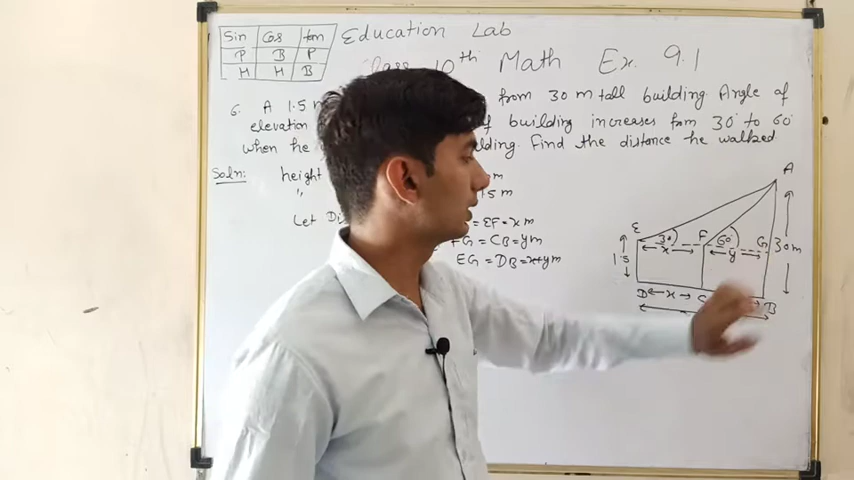 Sin Cos tan
P B P
H H B
Education Lab
10th Math Ex. 9.1
6. A 1.5 m from 30 m tall building. Angle of
elevation of building increases from 30° to 60°
when he building. Find the distance he walked
Soln: height m
" 1.5 m
Let = EF = x m
FG = CB = y m
EG = DB = x+y m
A
E 30° F 60° G 30 m
x y
1.5
D x C B